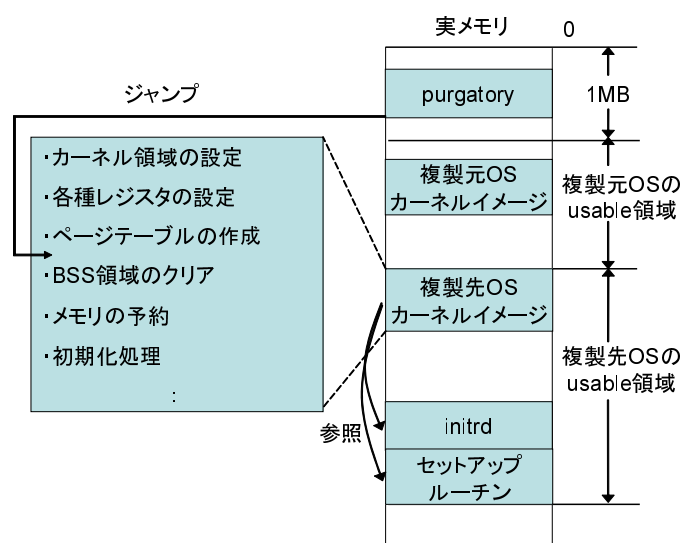 実メモリ
0
ジャンプ
purgatory
1MB
・カーネル領域の設定
・各種レジスタの設定
・ページテーブルの作成
・BSS領域のクリア
・メモリの予約
・初期化処理
:
複製元OS
カーネルイメージ
複製元OSの
usable領域
複製先OS
カーネルイメージ
複製先OSの
usable領域
参照
initrd
セットアップ
ルーチン